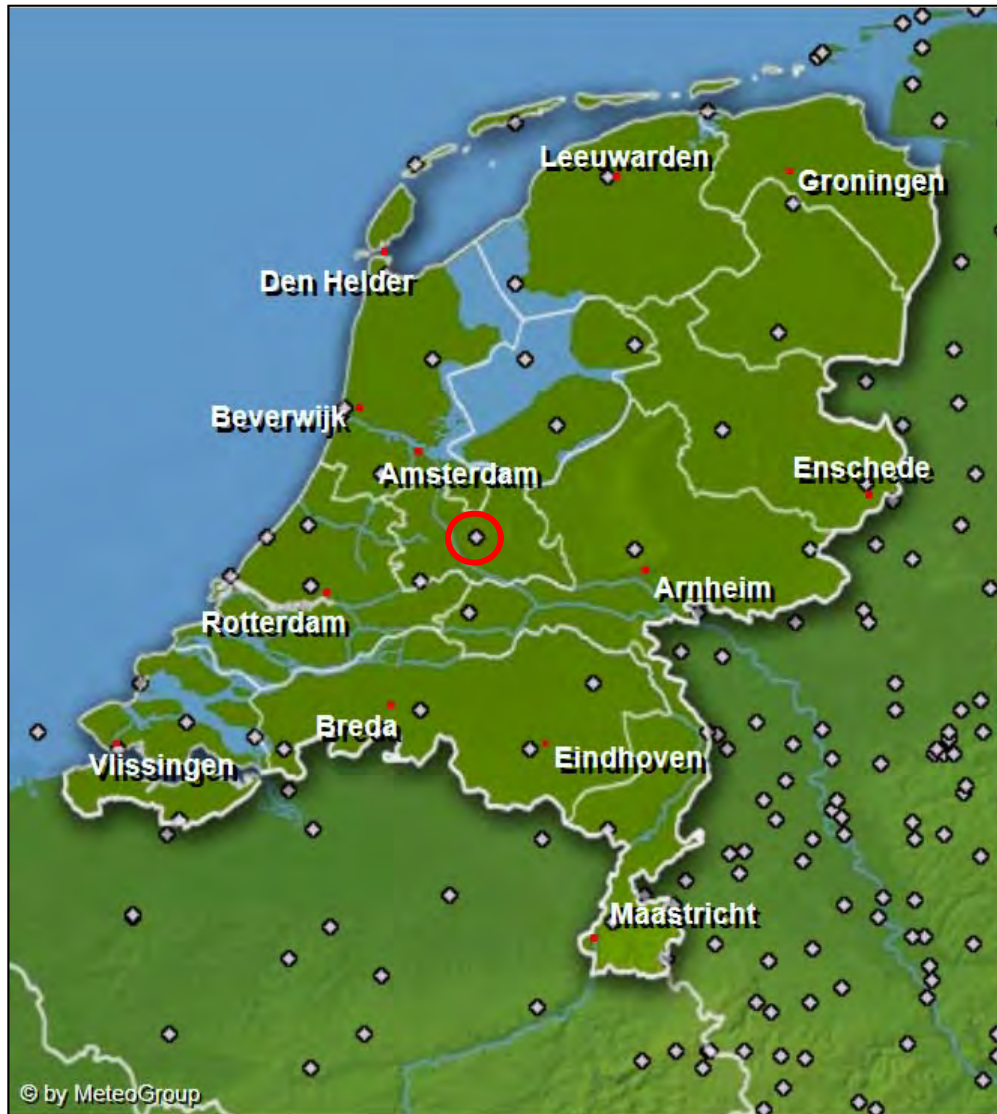 Leeuwarden
Groningen
Den Helder
Beverwijk
Amsterdam
Enschede
Arnheim
Rotterdam
Breda
Eindhoven
Vlissingen
Maastricht
© by MeteoGroup